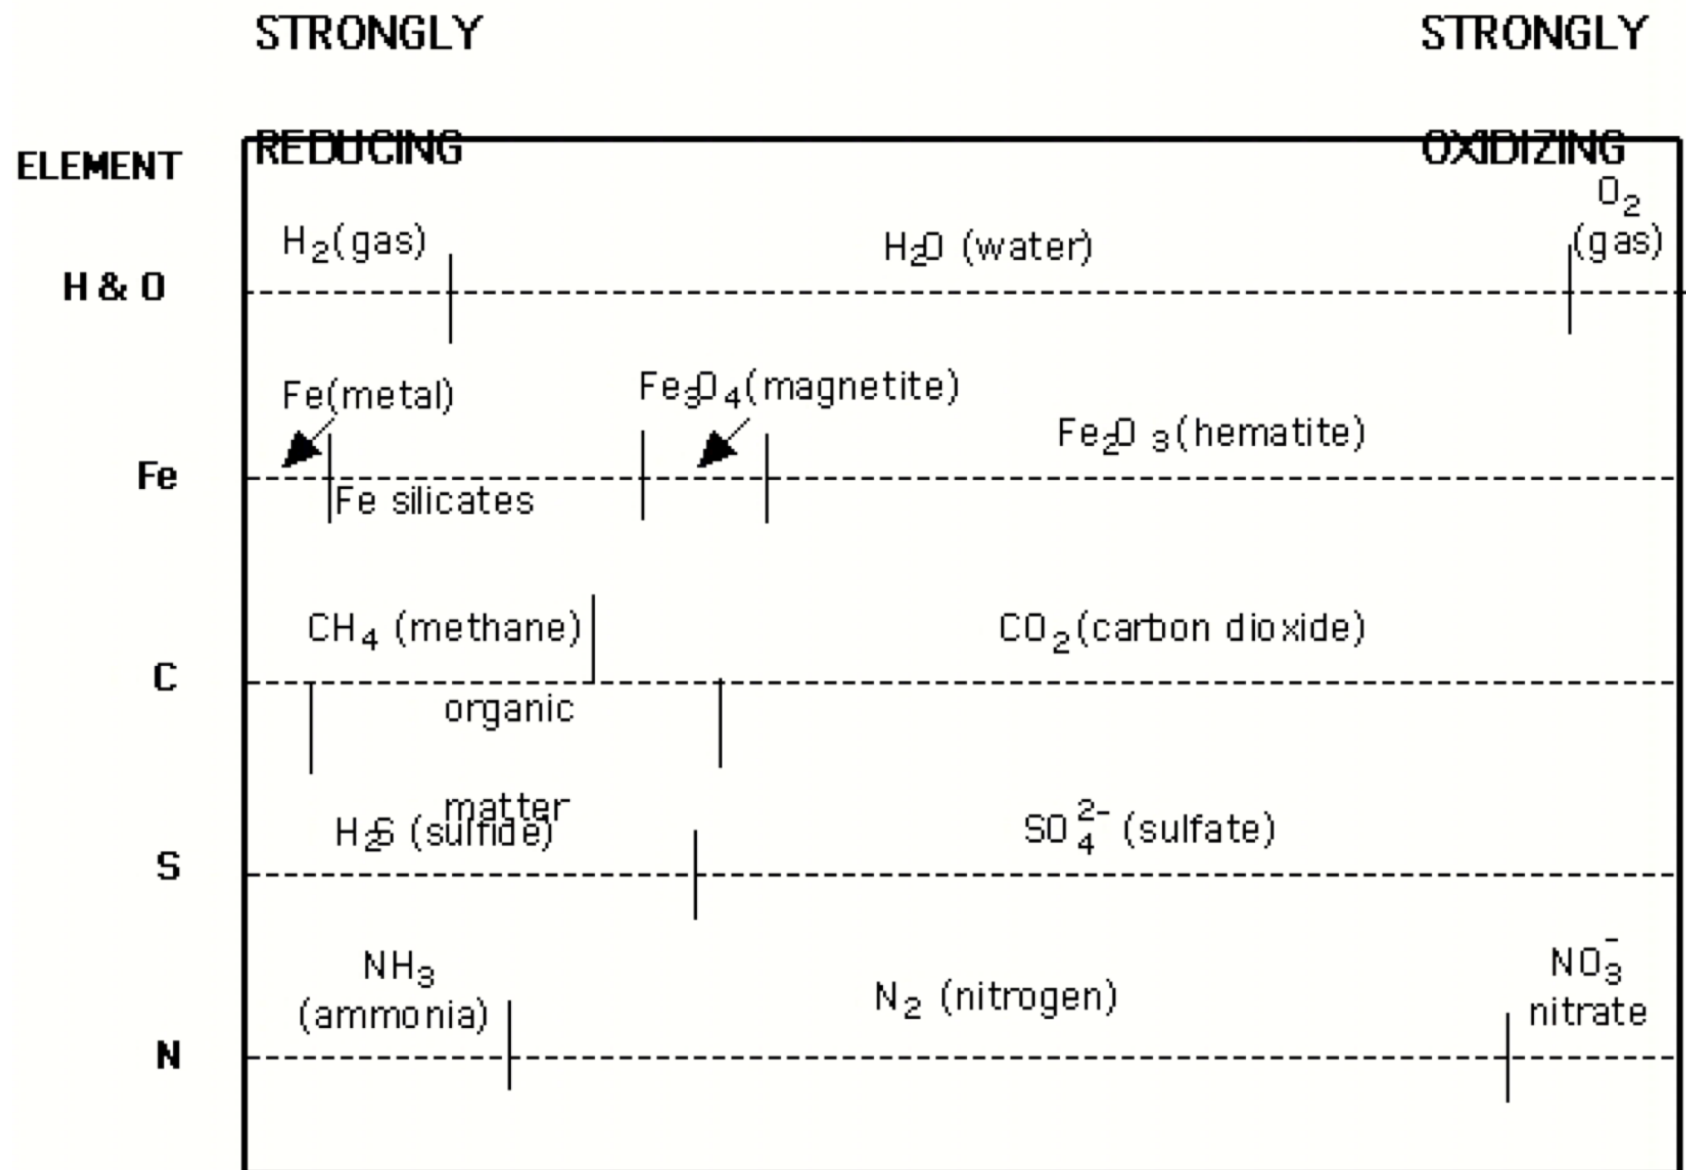 STRONGLY STRONGLY
REDUCING OXIDIZING
ELEMENT
H & O H₂(gas) H₂O (water) O₂ (gas)
Fe(metal) Fe₃O₄(magnetite)
Fe₂O₃(hematite)
Fe
Fe silicates
CH₄ (methane) CO₂(carbon dioxide)
C
organic
matter
H₂S (sulfide) SO₄²⁻ (sulfate)
S
NH₃ (ammonia) N₂ (nitrogen) NO₃⁻ nitrate
N